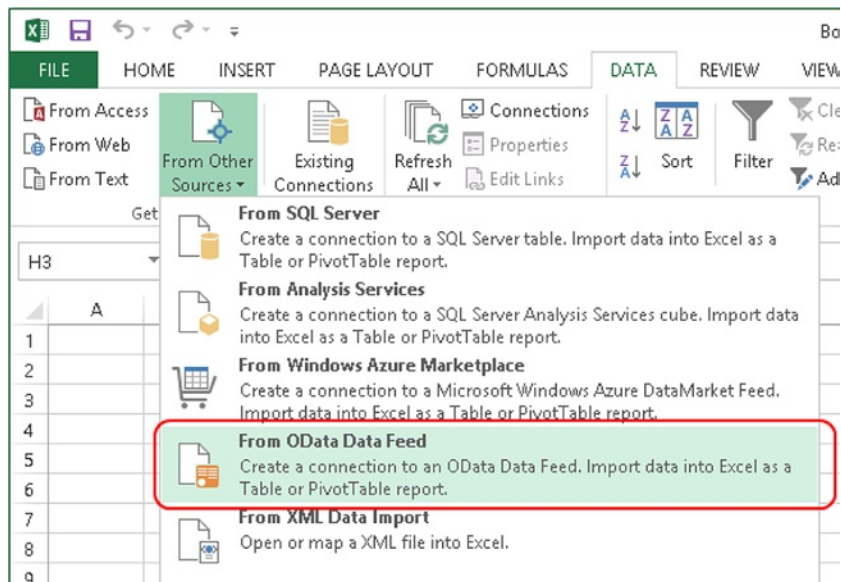 Bo
FILE HOME INSERT PAGE LAYOUT FORMULAS DATA REVIEW VIEW
From Access
From Web
From Text
From Other
Sources
Existing
Connections
Refresh
All
Connections
Properties
Edit Links
A
Z
Z
A
Z A
A Z
Sort
Filter
Cle
Rea
Ad
Get
H3
A
1
2
3
4
5
6
7
8
9
From SQL Server
Create a connection to a SQL Server table. Import data into Excel as a
Table or PivotTable report.
From Analysis Services
Create a connection to a SQL Server Analysis Services cube. Import data
into Excel as a Table or PivotTable report.
From Windows Azure Marketplace
Create a connection to a Microsoft Windows Azure DataMarket Feed.
Import data into Excel as a Table or PivotTable report.
From OData Data Feed
Create a connection to an OData Data Feed. Import data into Excel as a
Table or PivotTable report.
From XML Data Import
Open or map a XML file into Excel.